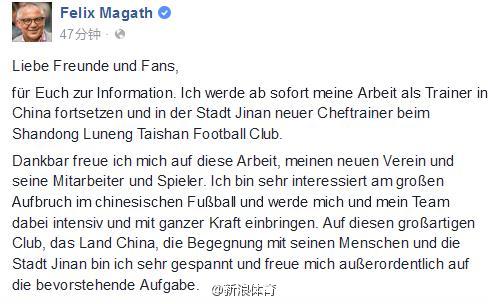 Felix Magath
47分钟 ·
Liebe Freunde und Fans,
für Euch zur Information. Ich werde ab sofort meine Arbeit als Trainer in
China fortsetzen und in der Stadt Jinan neuer Cheftrainer beim
Shandong Luneng Taishan Football Club.
Dankbar freue ich mich auf diese Arbeit, meinen neuen Verein und
seine Mitarbeiter und Spieler. Ich bin sehr interessiert am großen
Aufbruch im chinesischen Fußball und werde mich und mein Team
dabei intensiv und mit ganzer Kraft einbringen. Auf diesen großartigen
Club, das Land China, die Begegnung mit seinen Menschen und die
Stadt Jinan bin ich sehr gespannt und freue mich außerordentlich auf
die bevorstehende Aufgabe.
@新浪体育